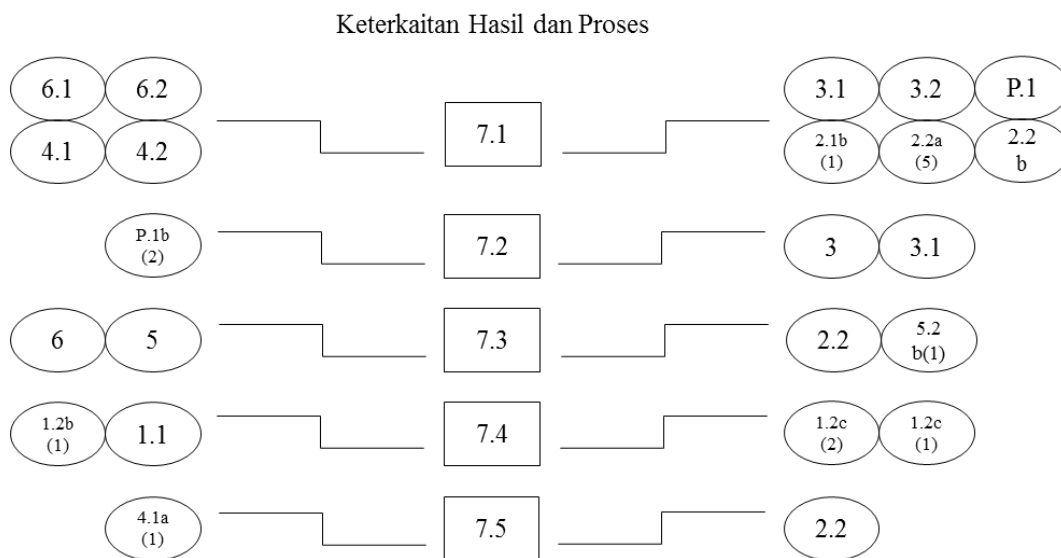 Keterkaitan Hasil dan Proses
6.1 6.2 3.1 3.2 P.1
7.1
4.1 4.2 2.1b (1) 2.2a (5) 2.2 b
P.1b (2) 7.2 3 3.1
6 5 7.3 2.2 5.2 b(1)
1.2b (1) 1.1 7.4 1.2c (2) 1.2c (1)
4.1a (1) 7.5 2.2